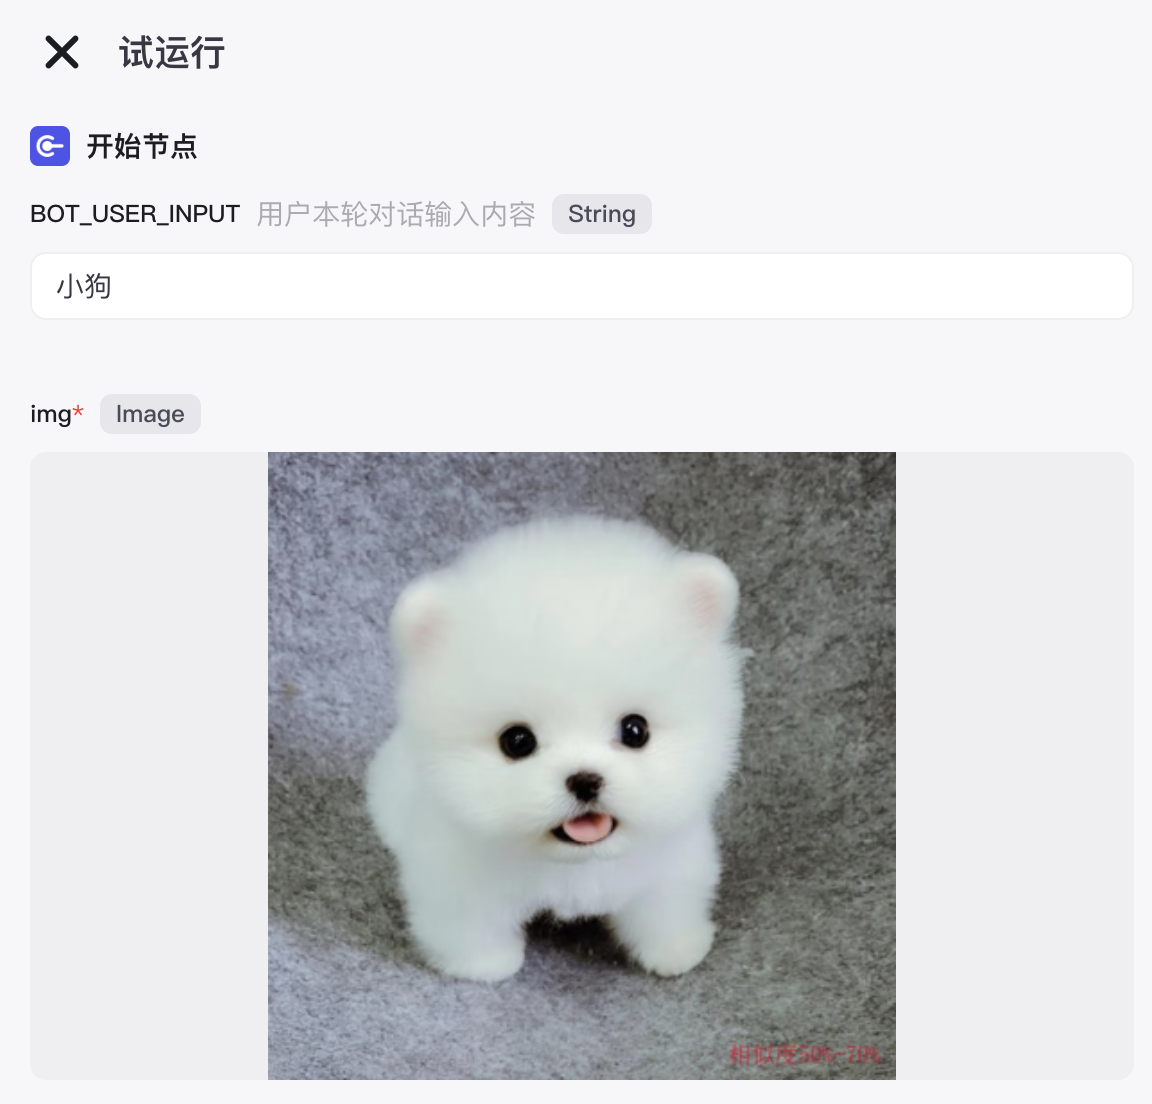 试运行
开始节点
BOT_USER_INPUT 用户本轮对话输入内容 String
小狗
img* Image
相似度50%~70%